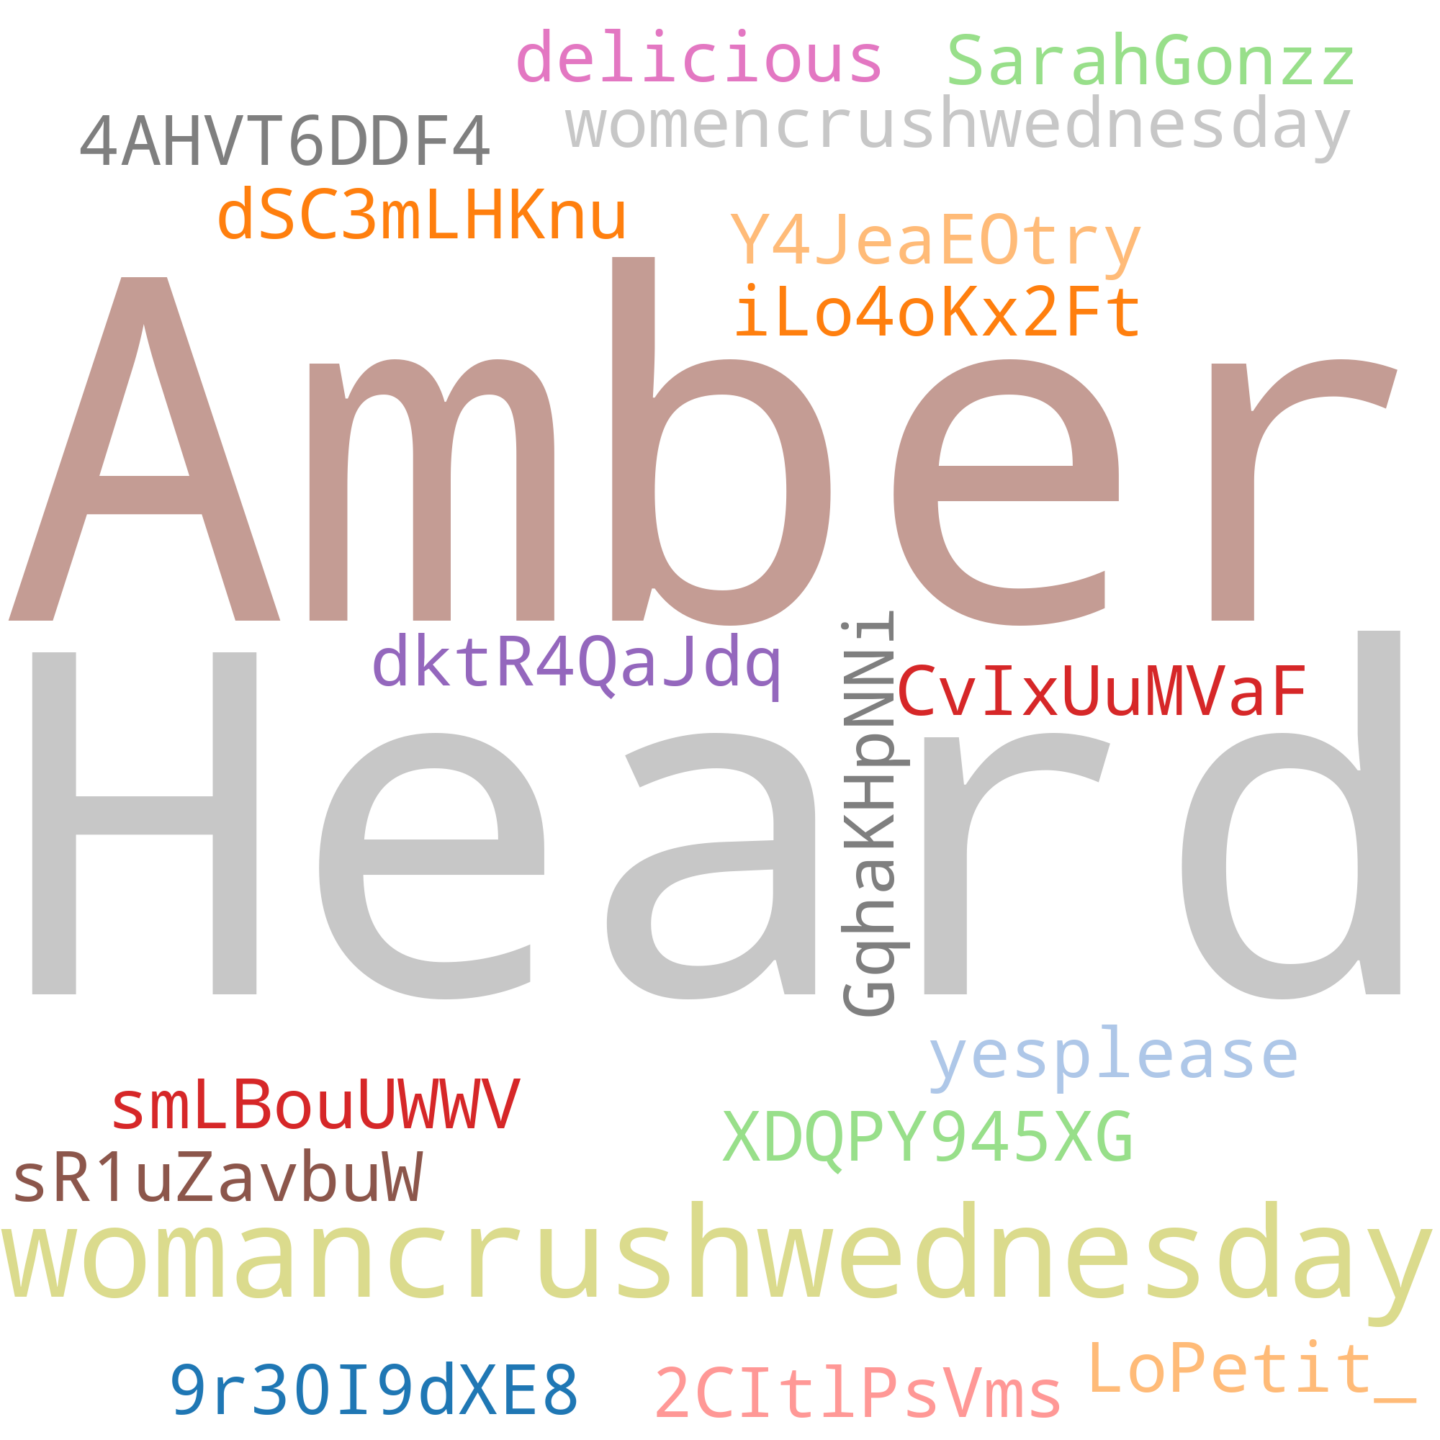 delicious
SarahGonzz
womencrushwednesday
4AHVT6DDF4
dSC3mLHKnu
Y4JeaEOtry
iLo4oKx2Ft
Amber
dktR4QaJdq
GqhaKHpNNi
CvIxUuMVaF
Heard
yesplease
smLBouUWWV
XDQPY945XG
sR1uZavbuW
womancrushwednesday
9r30I9dXE8
2CItlPsVms
LoPetit_